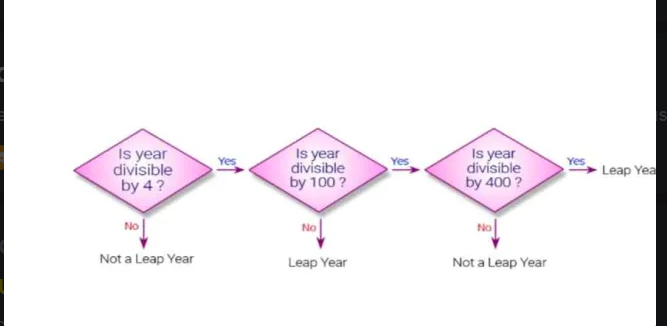 Is year
divisible
by 4 ?
Yes
Is year
divisible
by 100 ?
Yes
Is year
divisible
by 400 ?
Yes
Leap Yea
No
No
No
Not a Leap Year
Leap Year
Not a Leap Year